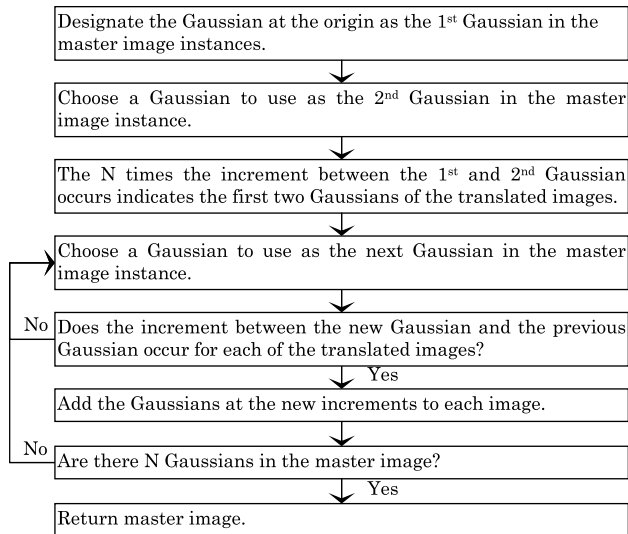 Designate the Gaussian at the origin as the 1st Gaussian in the
master image instances.
Choose a Gaussian to use as the 2nd Gaussian in the master
image instance.
The N times the increment between the 1st and 2nd Gaussian
occurs indicates the first two Gaussians of the translated images.
Choose a Gaussian to use as the next Gaussian in the master
image instance.
No
Does the increment between the new Gaussian and the previous
Gaussian occur for each of the translated images?
Yes
Add the Gaussians at the new increments to each image.
No
Are there N Gaussians in the master image?
Yes
Return master image.